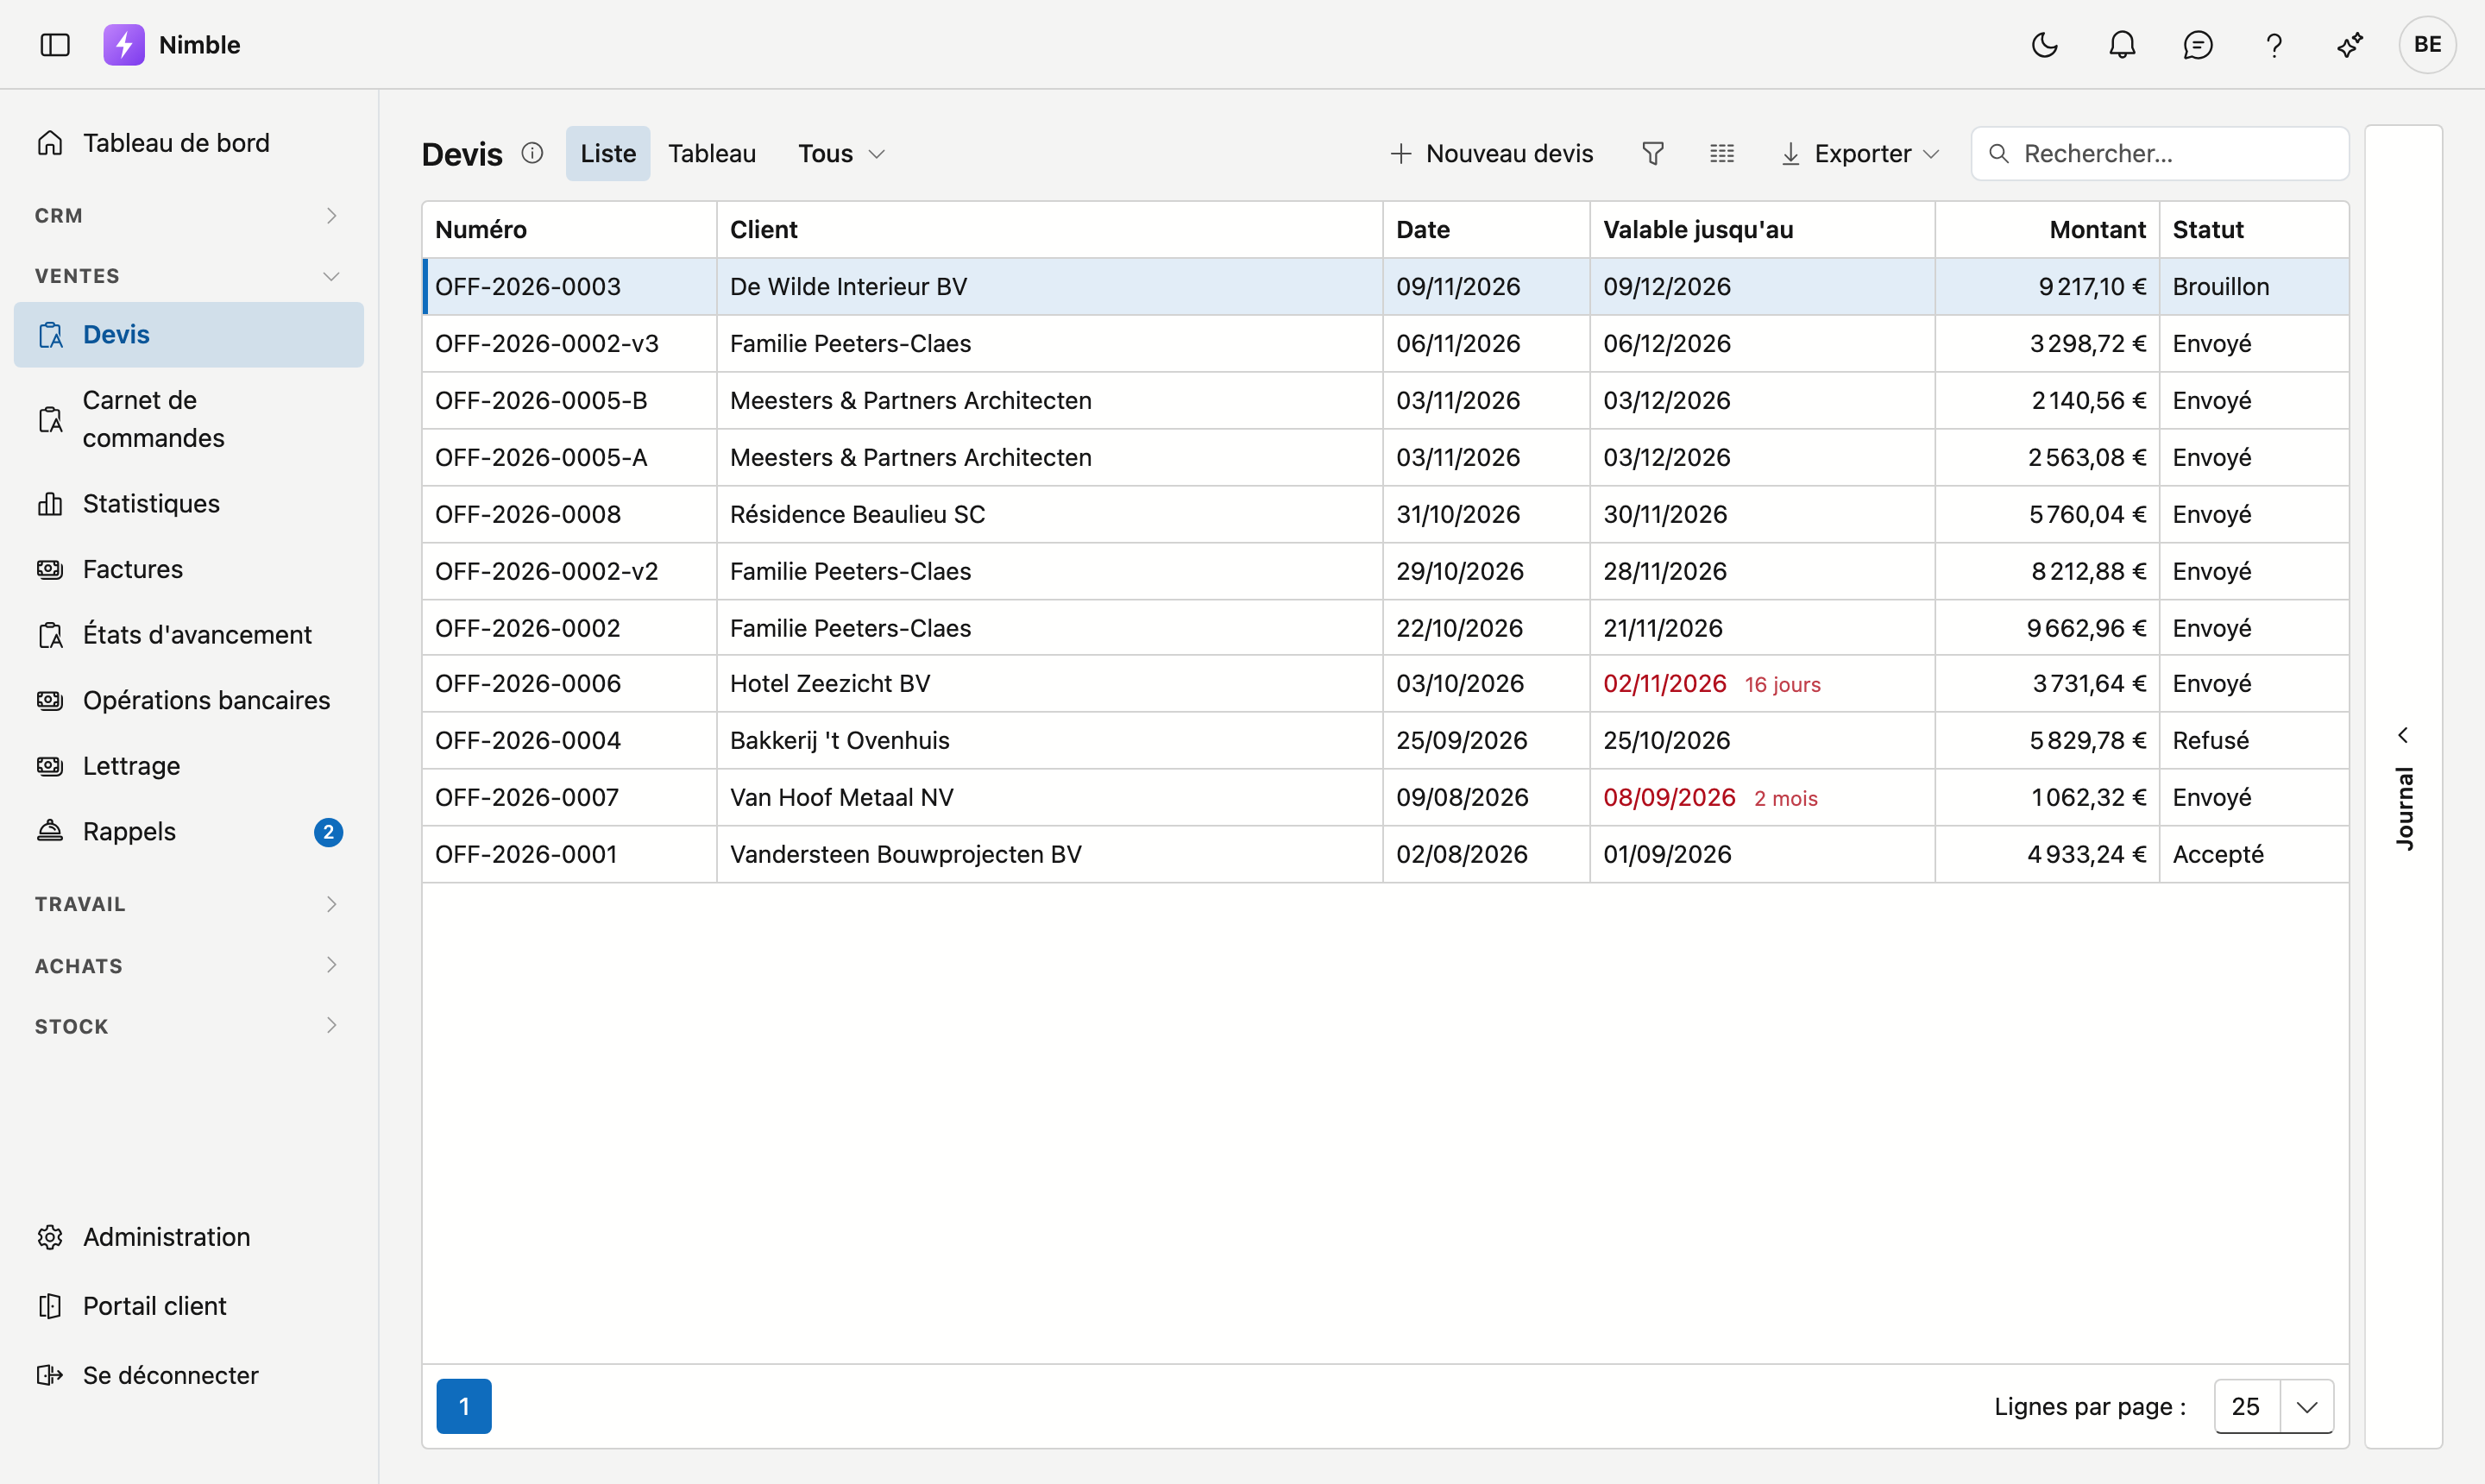 Nimble
BE
Tableau de bord
CRM
VENTES
Devis
Carnet de
commandes
Statistiques
Factures
États d'avancement
Opérations bancaires
Lettrage
Rappels 2
TRAVAIL
ACHATS
STOCK
Administration
Portail client
Se déconnecter
Devis Liste Tableau Tous Nouveau devis Exporter Rechercher...
Numéro Client Date Valable jusqu'au Montant Statut
OFF-2026-0003 De Wilde Interieur BV 09/11/2026 09/12/2026 9 217,10 € Brouillon
OFF-2026-0002-v3 Familie Peeters-Claes 06/11/2026 06/12/2026 3 298,72 € Envoyé
OFF-2026-0005-B Meesters & Partners Architecten 03/11/2026 03/12/2026 2 140,56 € Envoyé
OFF-2026-0005-A Meesters & Partners Architecten 03/11/2026 03/12/2026 2 563,08 € Envoyé
OFF-2026-0008 Résidence Beaulieu SC 31/10/2026 30/11/2026 5 760,04 € Envoyé
OFF-2026-0002-v2 Familie Peeters-Claes 29/10/2026 28/11/2026 8 212,88 € Envoyé
OFF-2026-0002 Familie Peeters-Claes 22/10/2026 21/11/2026 9 662,96 € Envoyé
OFF-2026-0006 Hotel Zeezicht BV 03/10/2026 02/11/2026 16 jours 3 731,64 € Envoyé
OFF-2026-0004 Bakkerij 't Ovenhuis 25/09/2026 25/10/2026 5 829,78 € Refusé
OFF-2026-0007 Van Hoof Metaal NV 09/08/2026 08/09/2026 2 mois 1 062,32 € Envoyé
OFF-2026-0001 Vandersteen Bouwprojecten BV 02/08/2026 01/09/2026 4 933,24 € Accepté
1 Lignes par page : 25
Journal